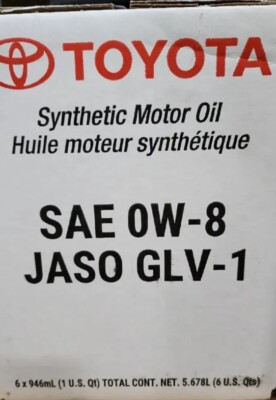 TOYOTA
Synthetic Motor Oil
Huile moteur synthétique
SAE 0W-8
JASO GLV-1
6 x 946mL (1 U.S. Qt) TOTAL CONT. NET. 5.678L (6 U.S. Qts)